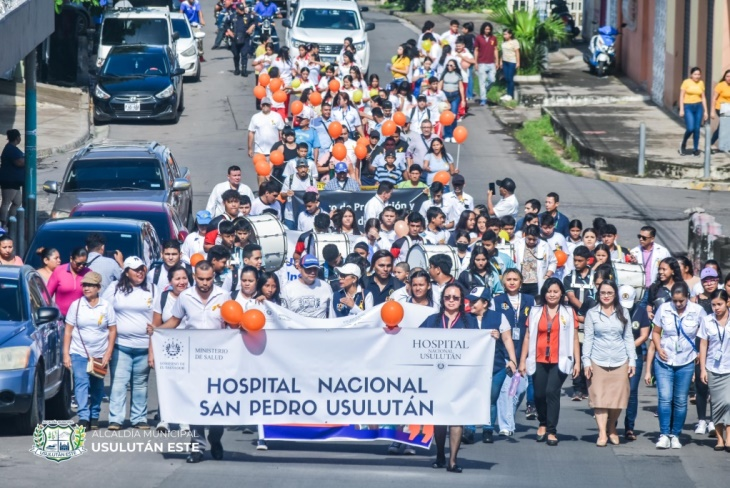 MINISTERIO
DE SALUD
HOSPITAL
NACIONAL
USULUTÁN
HOSPITAL NACIONAL
SAN PEDRO USULUTÁN
ALCALDÍA MUNICIPAL
USULUTÁN ESTE